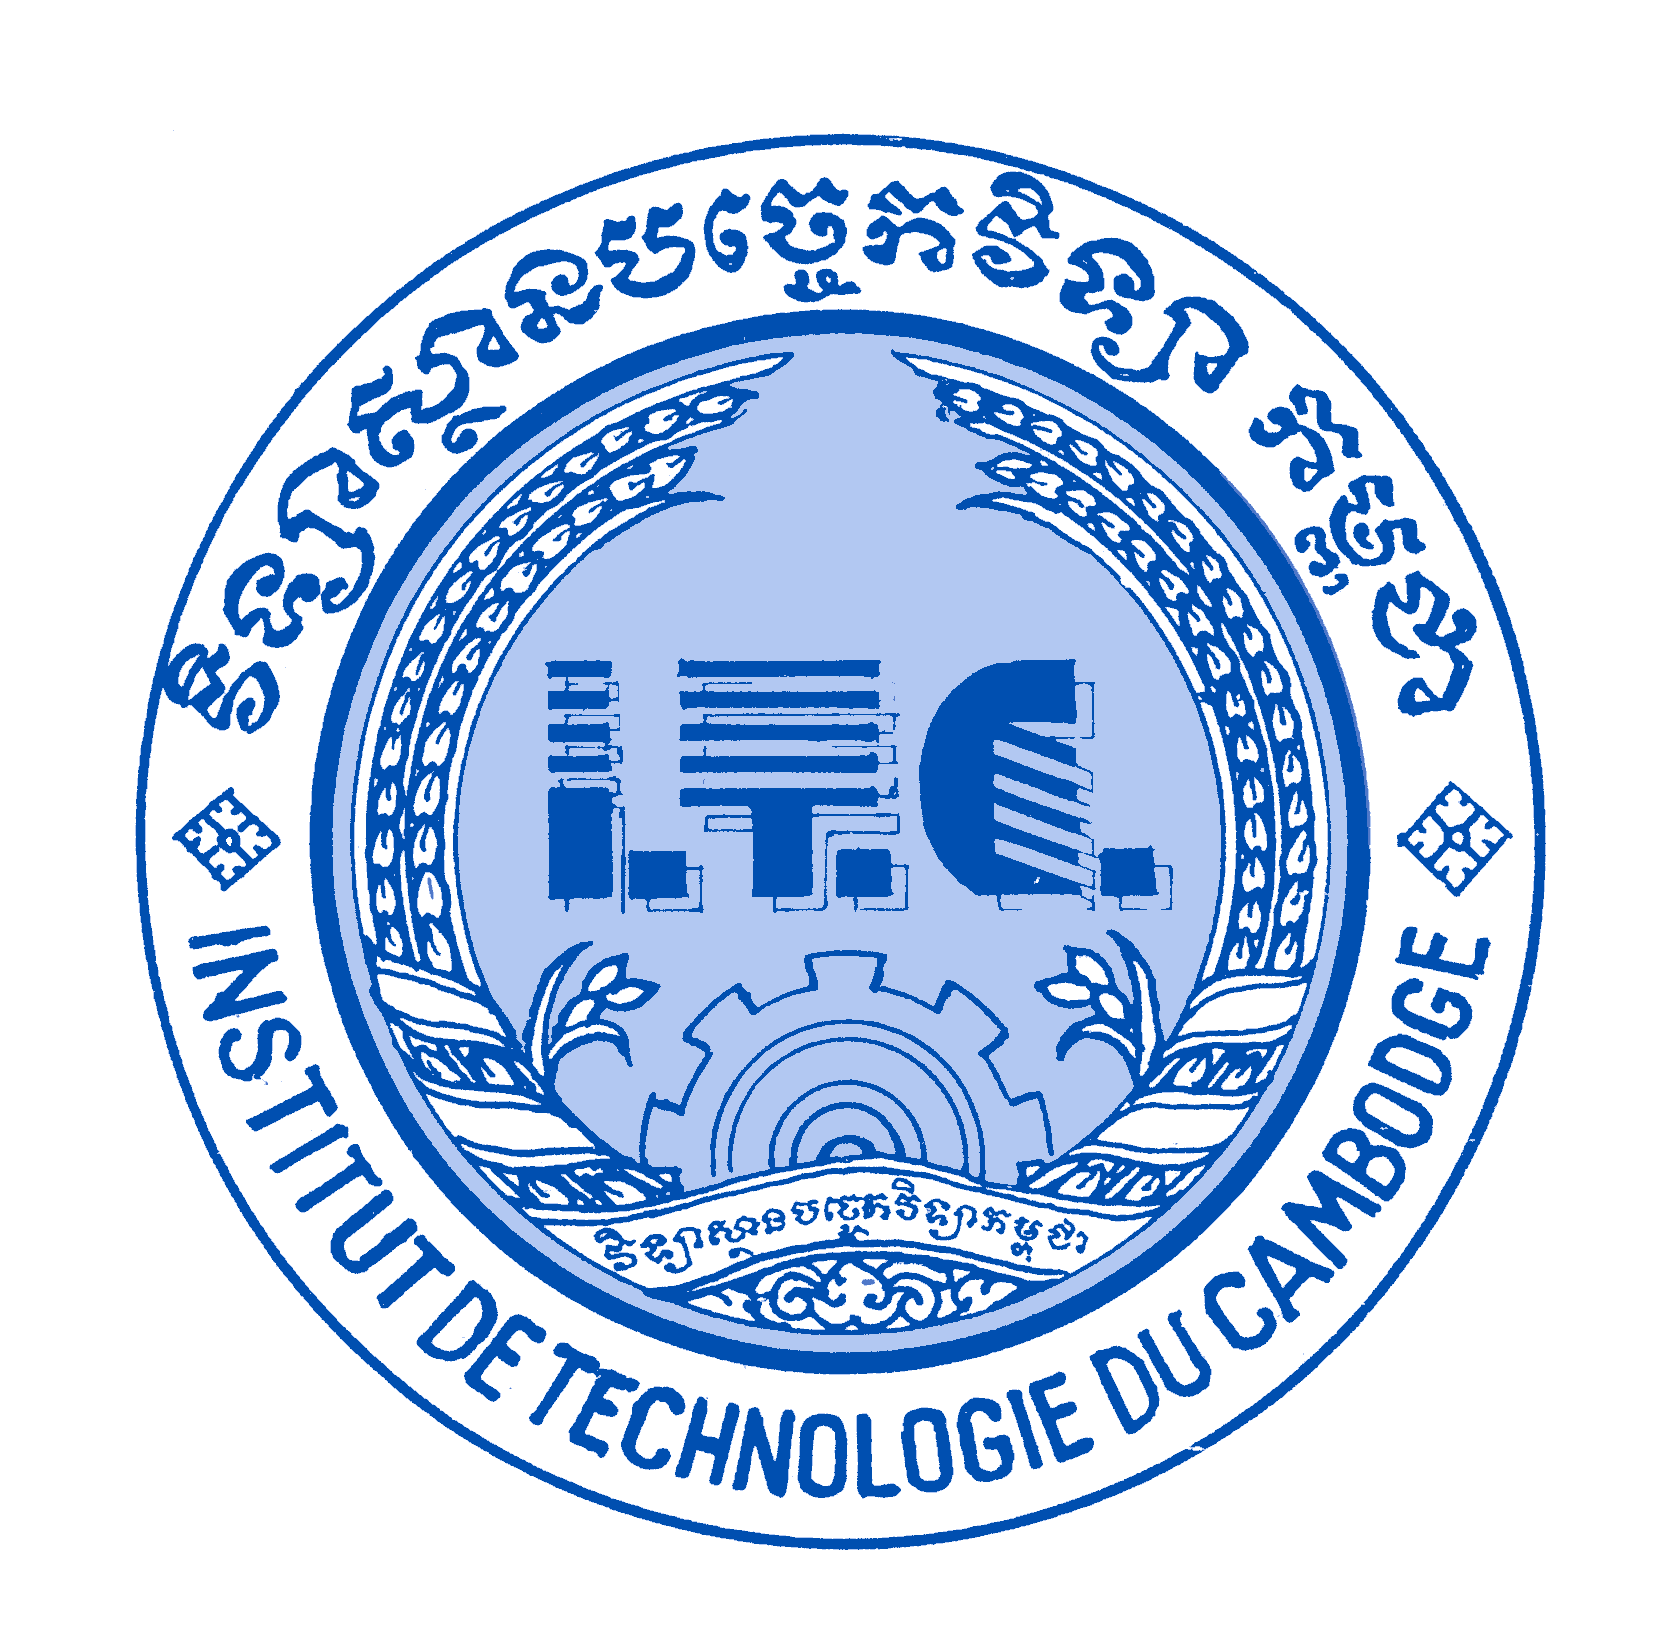 វិទ្យាស្ថានបច្ចេកវិទ្យា កម្ពុជា
I.T.C.
វិទ្យាស្ថានបច្ចេកវិទ្យាកម្ពុជា
INSTITUT DE TECHNOLOGIE DU CAMBODGE